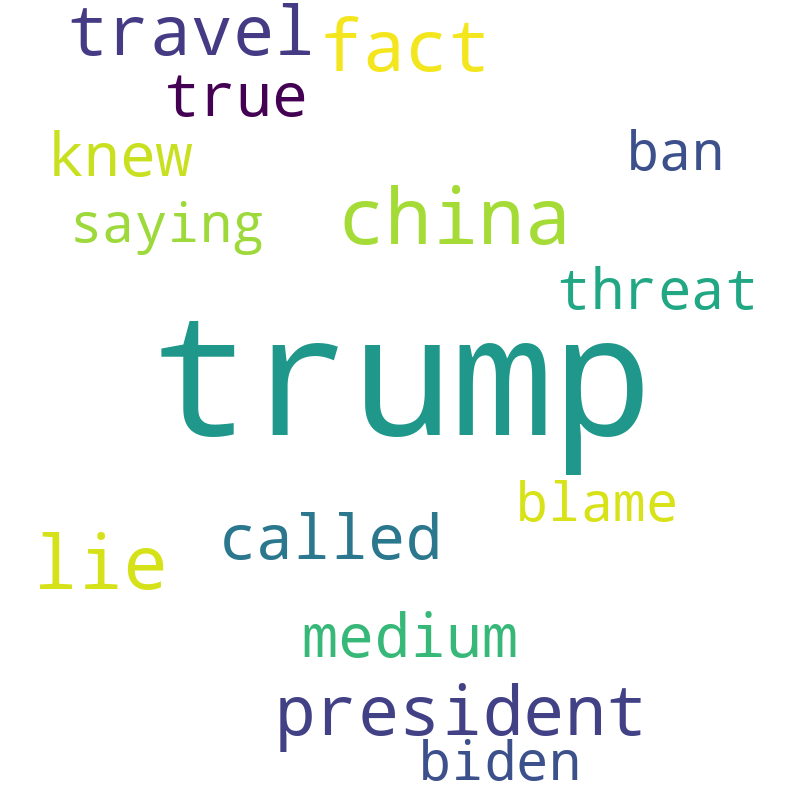 travel fact
true
knew ban
saying china
threat
trump
blame
called
lie
medium
president
biden